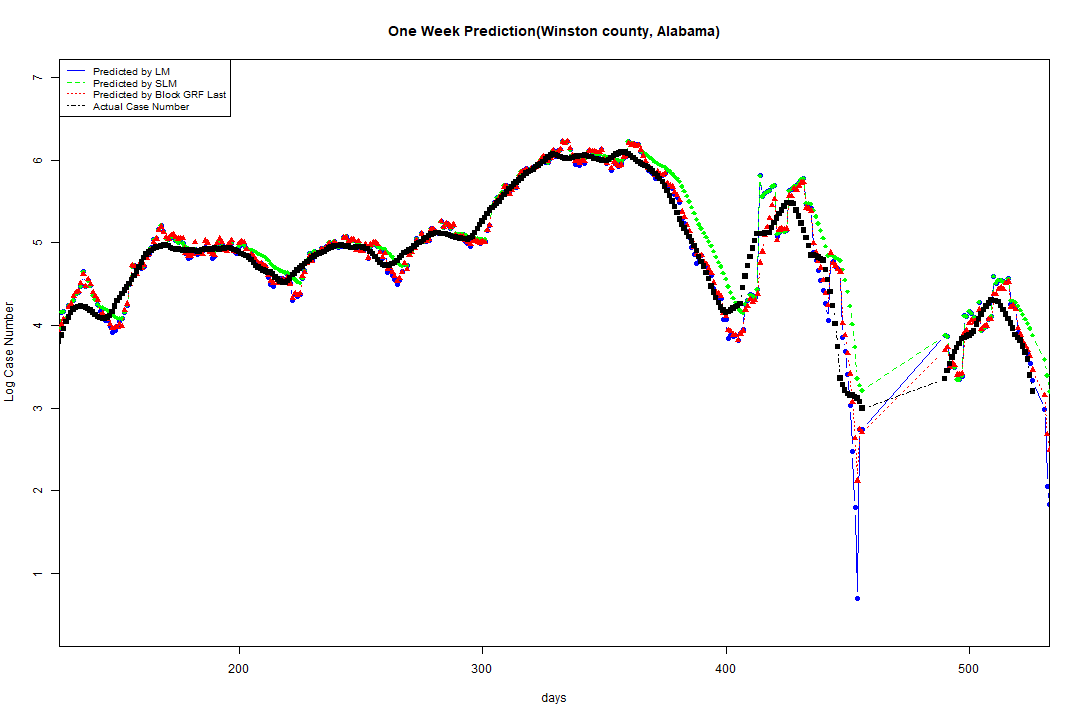 One Week Prediction(Winston county, Alabama)
Predicted by LM
Predicted by SLM
Predicted by Block GRF Last
Actual Case Number
7
6
5
4
3
2
1
Log Case Number
200 300 400 500
days